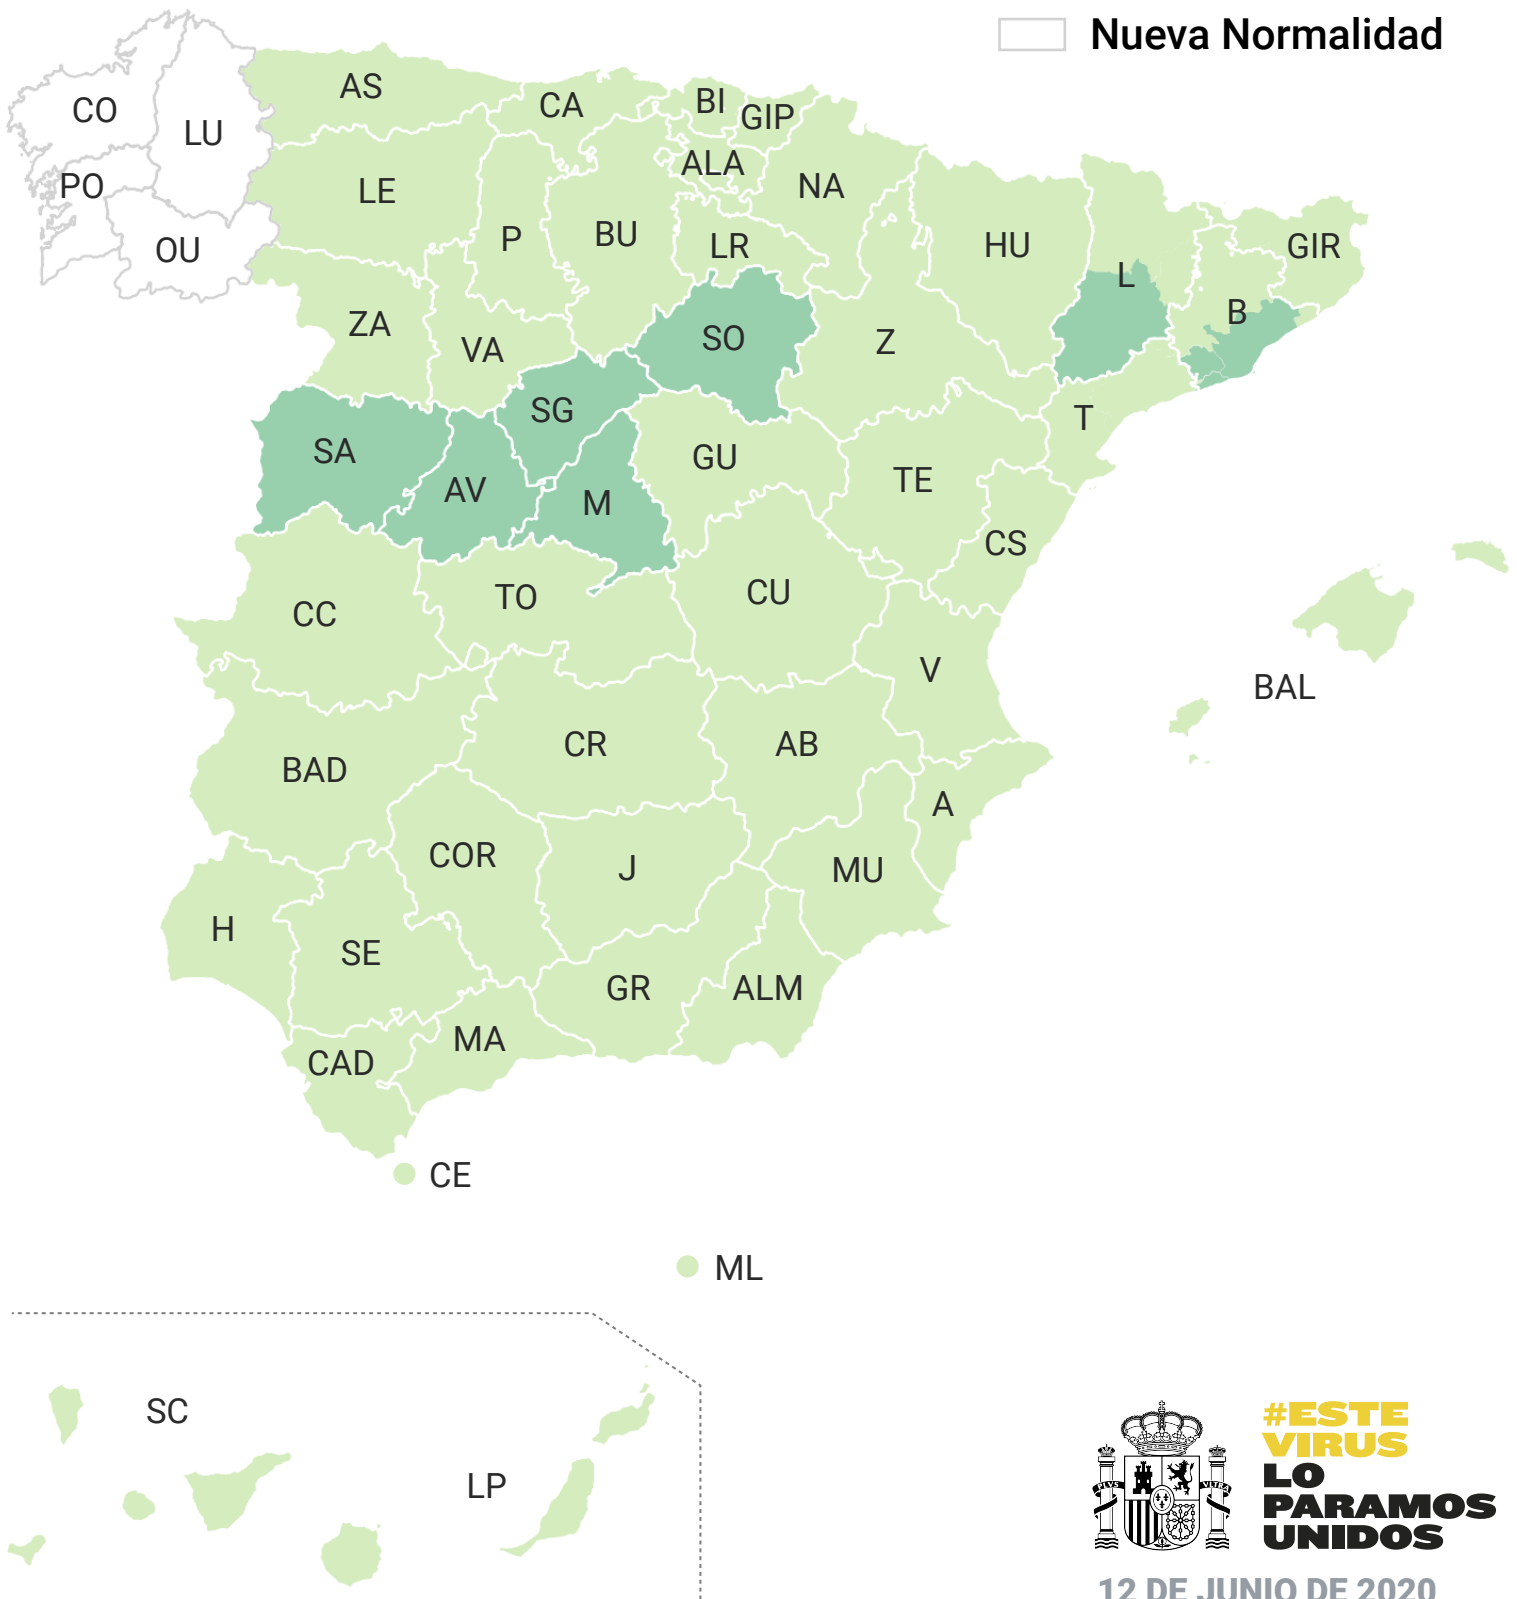 Nueva Normalidad
AS
CA
BI
GIP
CO
LU
ALA
PO
LE
NA
P
BU
LR
HU
GIR
OU
L
B
ZA
VA
SO
Z
SG
T
SA
GU
AV
M
TE
CS
CC
TO
CU
V
BAL
BAD
CR
AB
A
COR
J
MU
H
SE
GR
ALM
MA
CAD
CE
ML
SC
LP
#ESTE
VIRUS
LO
PARAMOS
UNIDOS
PLVS
VLTRA
12 DE JUNIO DE 2020